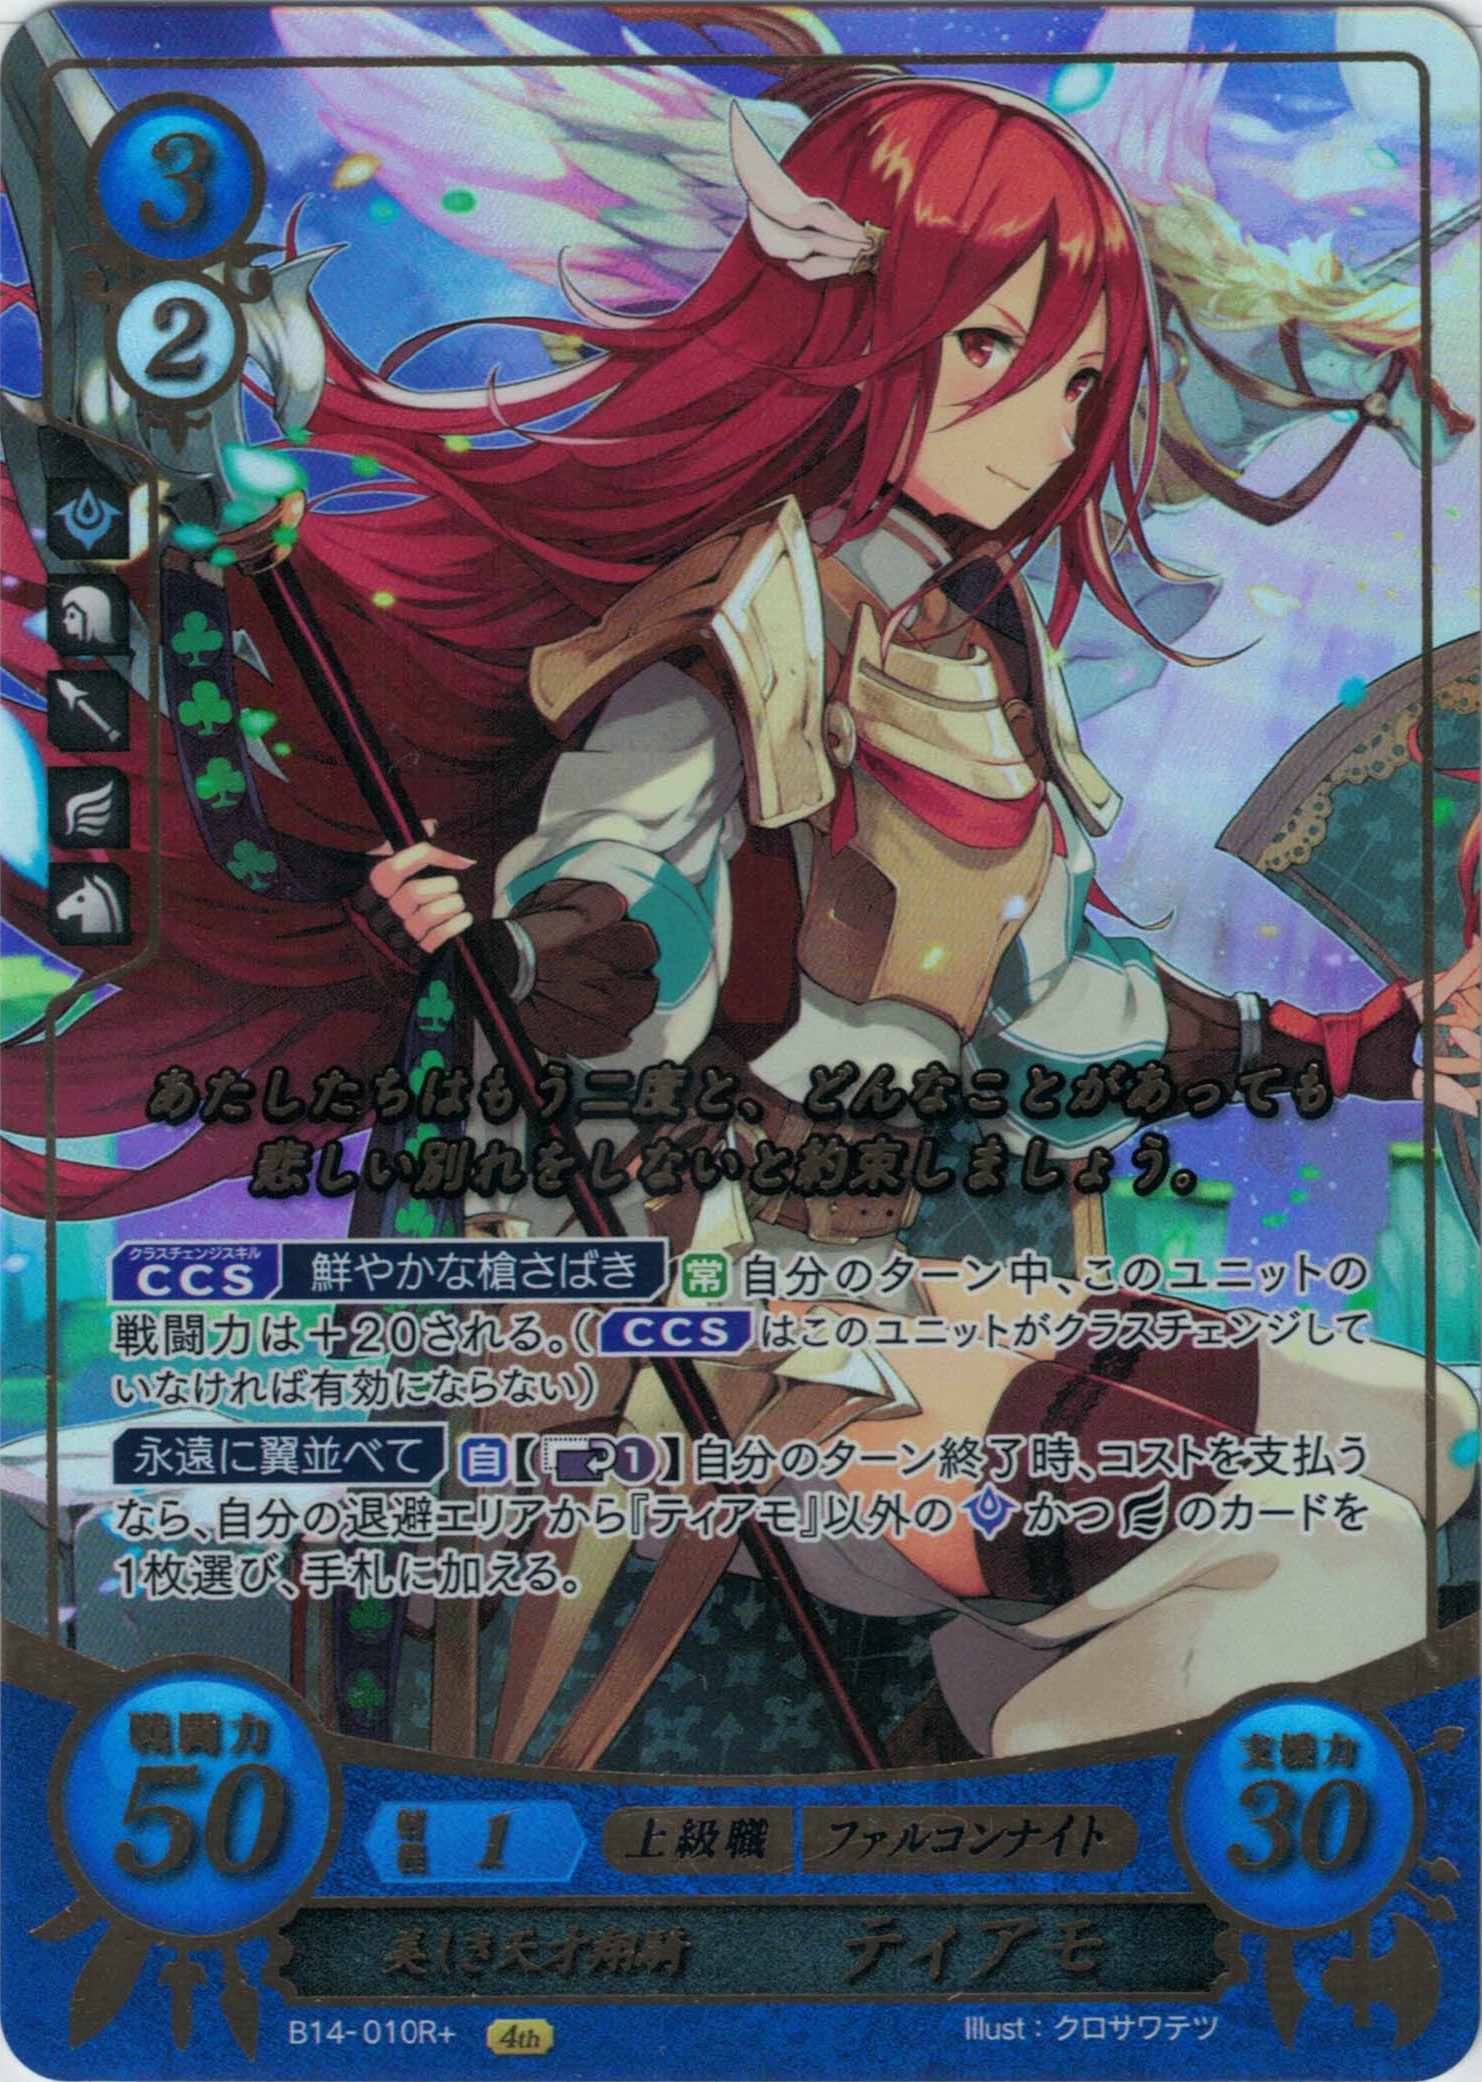 3
2
あたしたちはもう二度と、どんなことがあっても
悲しい別れをしないと約束しましょう。
クラスチェンジスキル
CCS 鮮やかな槍さばき 常 自分のターン中、このユニットの
戦闘力は＋20される。（CCSはこのユニットがクラスチェンジして
いなければ有効にならない）
永遠に翼並べて 自【1】自分のターン終了時、コストを支払う
なら、自分の退避エリアから『ティアモ』以外のかつのカードを
1枚選び、手札に加える。
戦闘力
50
射程 1 上級職 ファルコンナイト
支援力
30
美しき天才翔騎 ティアモ
B14-010R+ 4th Illust：クロサワテツ